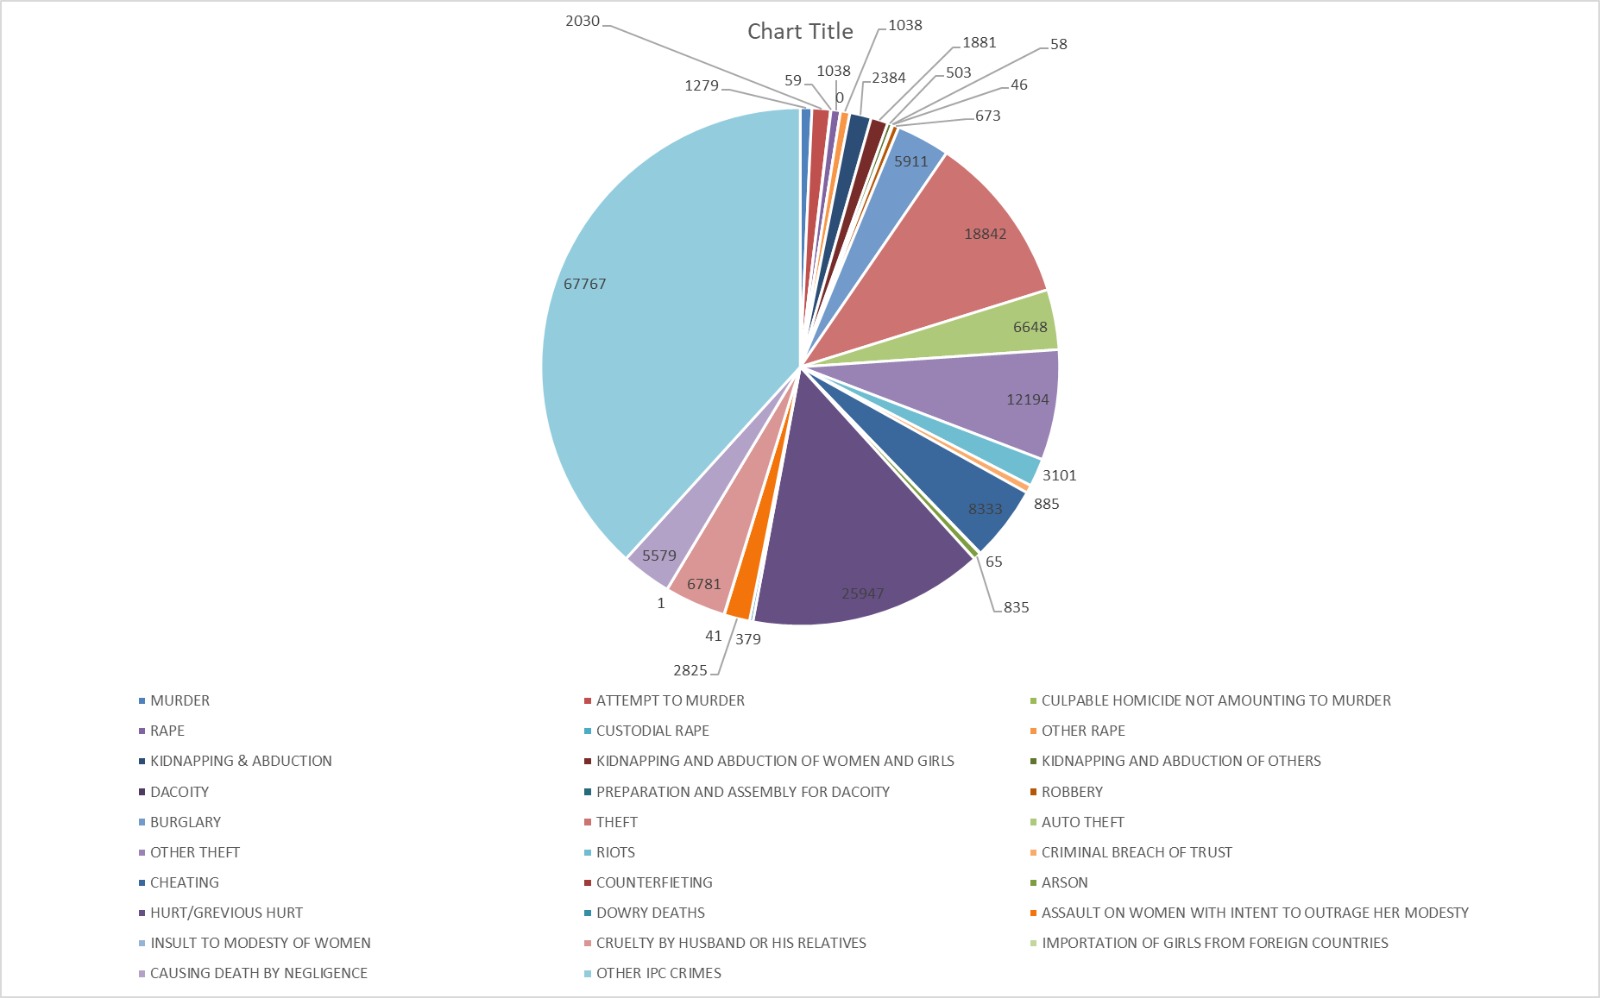 Chart Title
2030
1038
1881
58
1279
59
1038
0
2384
503
46
673
5911
18842
67767
6648
12194
3101
885
8333
65
835
25947
5579
6781
1
41
379
2825
MURDER
ATTEMPT TO MURDER
CULPABLE HOMICIDE NOT AMOUNTING TO MURDER
RAPE
CUSTODIAL RAPE
OTHER RAPE
KIDNAPPING & ABDUCTION
KIDNAPPING AND ABDUCTION OF WOMEN AND GIRLS
KIDNAPPING AND ABDUCTION OF OTHERS
DACOITY
PREPARATION AND ASSEMBLY FOR DACOITY
ROBBERY
BURGLARY
THEFT
AUTO THEFT
OTHER THEFT
RIOTS
CRIMINAL BREACH OF TRUST
CHEATING
COUNTERFIETING
ARSON
HURT/GREVIOUS HURT
DOWRY DEATHS
ASSAULT ON WOMEN WITH INTENT TO OUTRAGE HER MODESTY
INSULT TO MODESTY OF WOMEN
CRUELTY BY HUSBAND OR HIS RELATIVES
IMPORTATION OF GIRLS FROM FOREIGN COUNTRIES
CAUSING DEATH BY NEGLIGENCE
OTHER IPC CRIMES